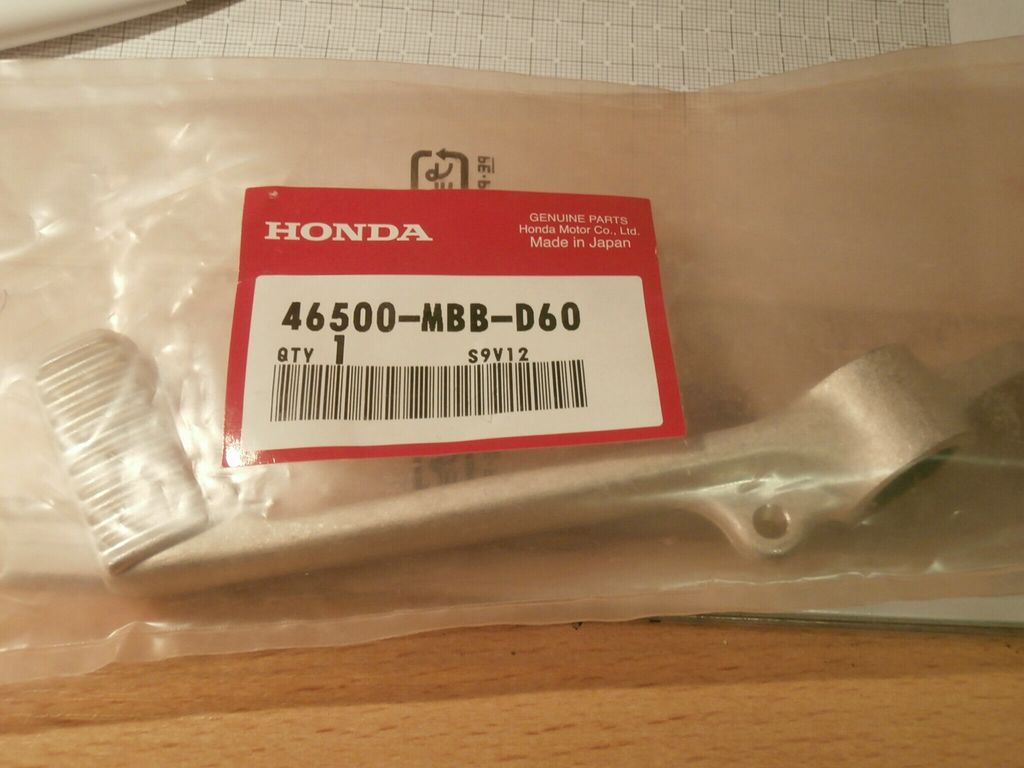 HONDA
GENUINE PARTS
Honda Motor Co., Ltd.
Made in Japan
46500-MBB-D60
QTY 1 S9V12